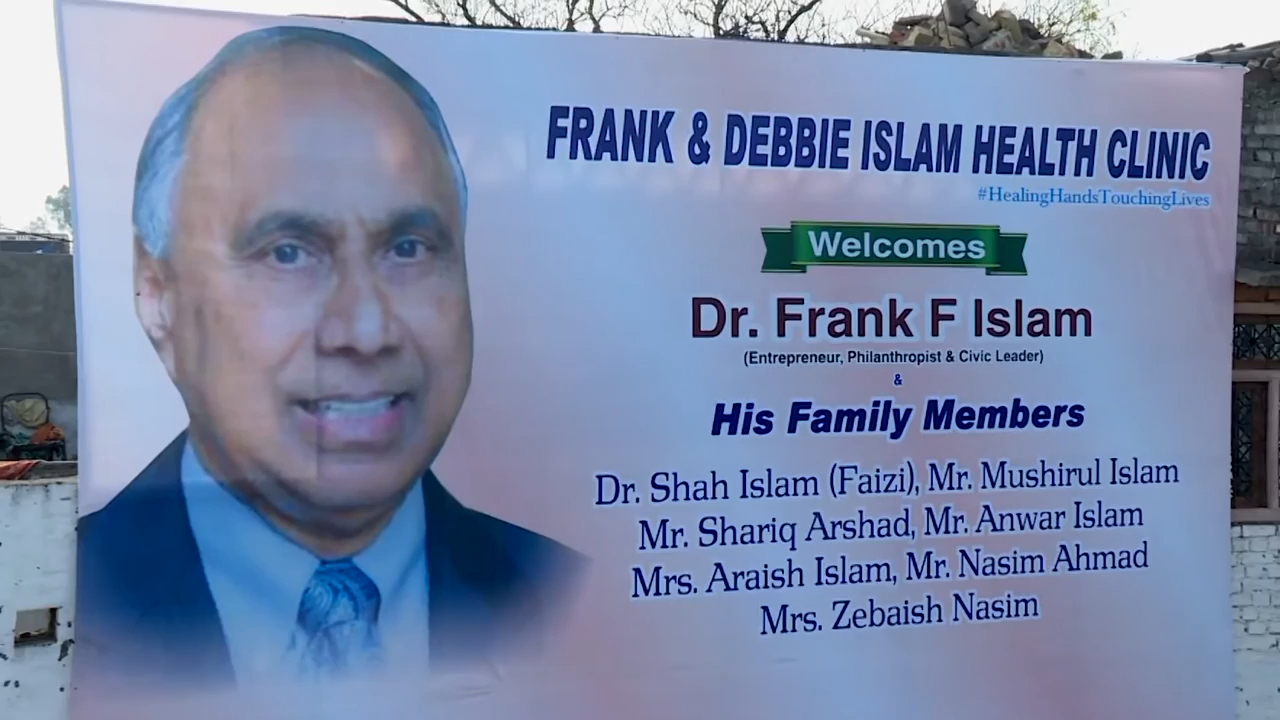 FRANK & DEBBIE ISLAM HEALTH CLINIC
#HealingHandsTouchingLives
Welcomes
Dr. Frank F Islam
(Entrepreneur, Philanthropist & Civic Leader)
&
His Family Members
Dr. Shah Islam (Faizi), Mr. Mushirul Islam
Mr. Shariq Arshad, Mr. Anwar Islam
Mrs. Araish Islam, Mr. Nasim Ahmad
Mrs. Zebaish Nasim